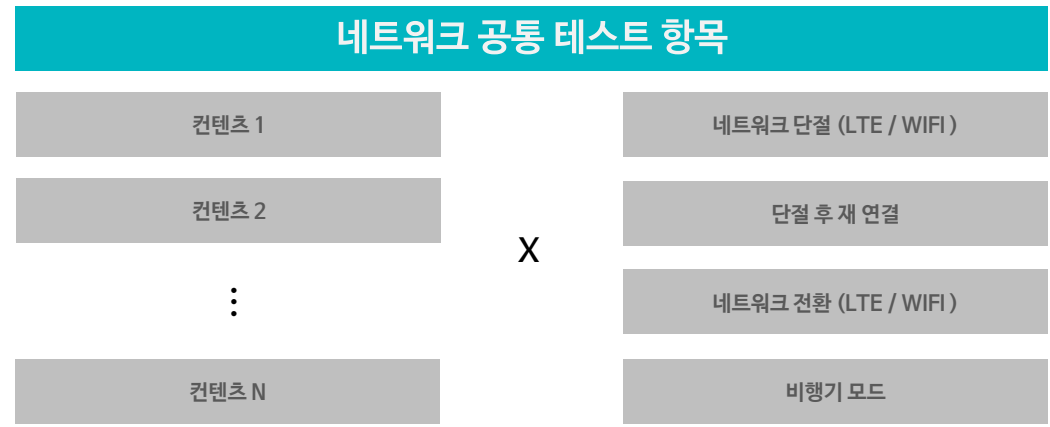 네트워크 공통 테스트 항목
컨텐츠 1
네트워크 단절 (LTE / WIFI )
컨텐츠 2
단절 후 재 연결
X
⋮
네트워크 전환 (LTE / WIFI )
컨텐츠 N
비행기 모드